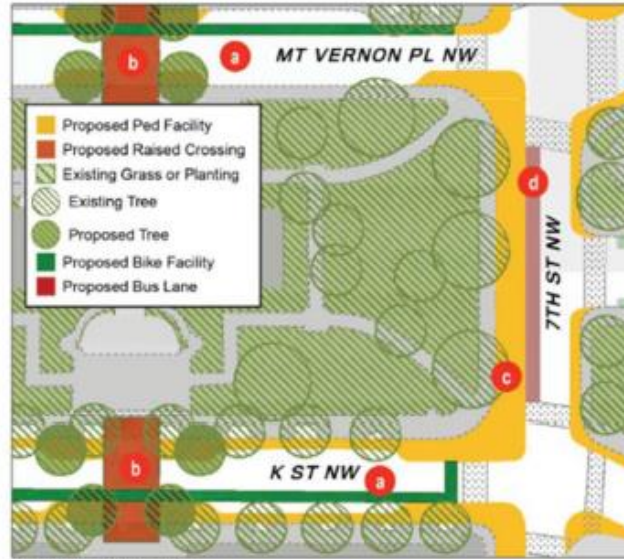 b
a
MT VERNON PL NW
Proposed Ped Facility
Proposed Raised Crossing
Existing Grass or Planting
Existing Tree
Proposed Tree
Proposed Bike Facility
Proposed Bus Lane
d
7TH ST NW
c
b
K ST NW
a